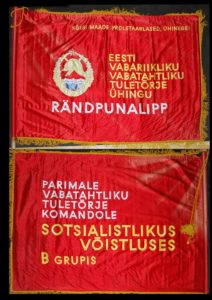 KÕIGI MAADE PROLETAARLASED, ÜHINEGE!
EESTI
VABARIIKLIKU
VABATAHTLIKU
TULETÕRJE
ÜHINGU
RÄNDPUNALIPP
PARIMALE
VABATAHTLIKU
TULETÕRJE
KOMANDOLE
SOTSIALISTLIKUS
VÕISTLUSES
B GRUPIS